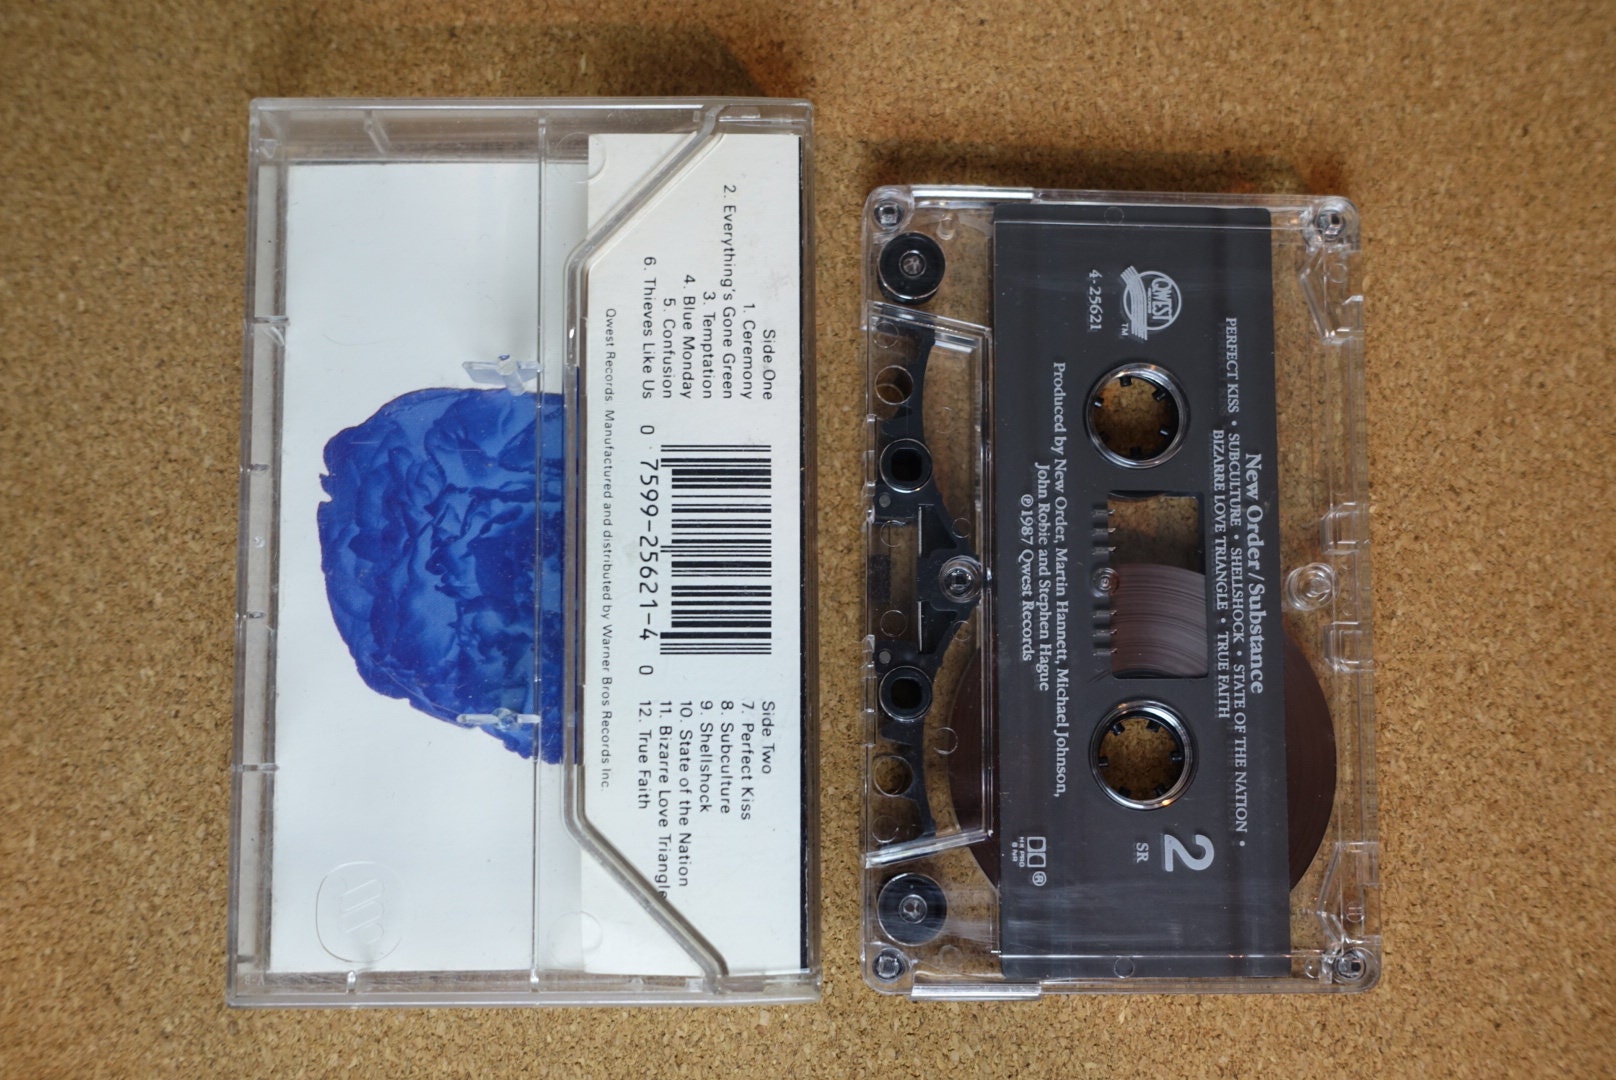 Side One
1. Ceremony
2. Everything's Gone Green
3. Temptation
4. Blue Monday
5. Confusion
6. Thieves Like Us
0 7599-25621-4 0
Side Two
7. Perfect Kiss
8. Subculture
9. Shellshock
10. State of the Nation
11. Bizarre Love Triangle
12. True Faith
Qwest Records Manufactured and distributed by Warner Bros Records Inc.
New Order/Substance
PERFECT KISS • SUBCULTURE • SHELLSHOCK • STATE OF THE NATION •
BIZARRE LOVE TRIANGLE • TRUE FAITH
QWEST
TM
4-25621
2
SR
Produced by New Order, Martin Hannett, Michael Johnson,
John Robie and Stephen Hague
℗ 1987 Qwest Records
®
HX PRO
B NR